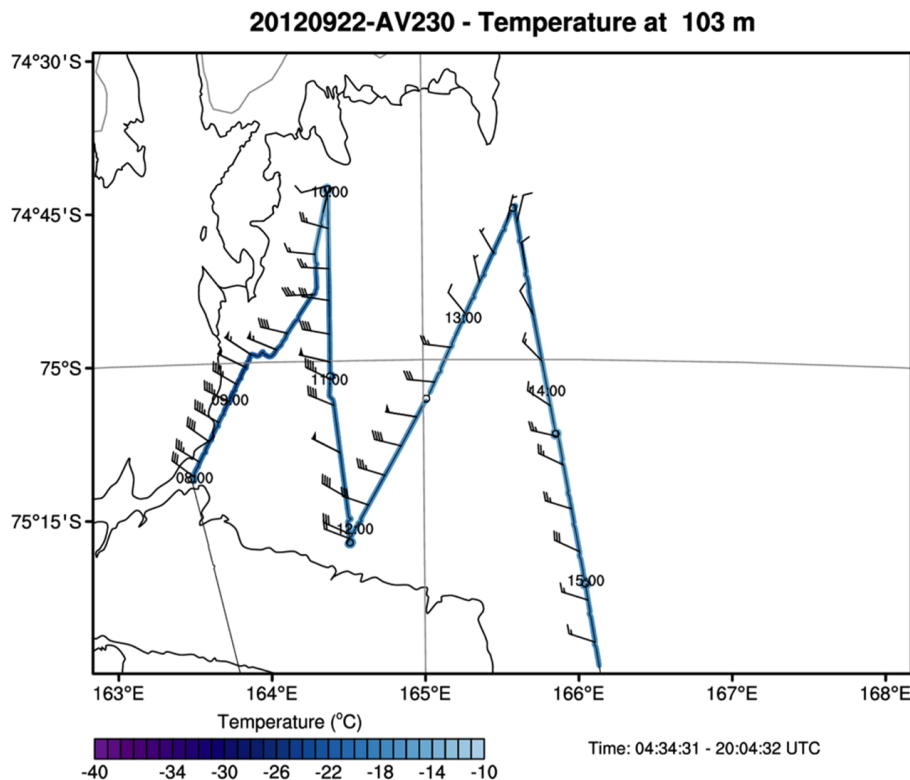 20120922-AV230 - Temperature at 103 m
74°30'S
10:00
74°45'S
13:00
75°S
11:00
14:00
09:00
08:00
75°15'S
12:00
15:00
163°E 164°E 165°E 166°E 167°E 168°E
Temperature (°C)
Time: 04:34:31 - 20:04:32 UTC
-40 -34 -30 -26 -22 -18 -14 -10